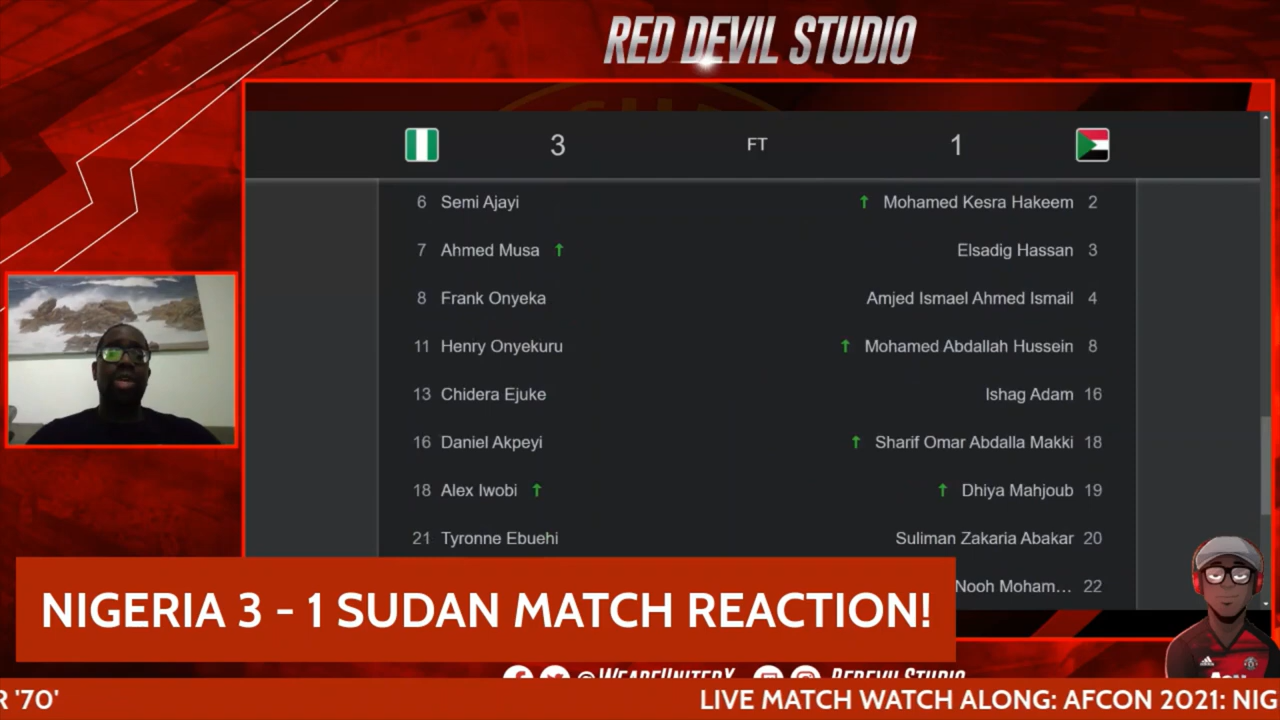 RED DEVIL STUDIO
3 FT 1
6 Semi Ajayi ↑ Mohamed Kesra Hakeem 2
7 Ahmed Musa ↑ Elsadig Hassan 3
8 Frank Onyeka Amjed Ismael Ahmed Ismail 4
11 Henry Onyekuru ↑ Mohamed Abdallah Hussein 8
13 Chidera Ejuke Ishag Adam 16
16 Daniel Akpeyi ↑ Sharif Omar Abdalla Makki 18
18 Alex Iwobi ↑ ↑ Dhiya Mahjoub 19
21 Tyronne Ebuehi Suliman Zakaria Abakar 20
Nooh Moham... 22
NIGERIA 3 - 1 SUDAN MATCH REACTION!
@WEAREUNITEDX REDEVIL STUDIO
R '70' LIVE MATCH WATCH ALONG: AFCON 2021: NIG